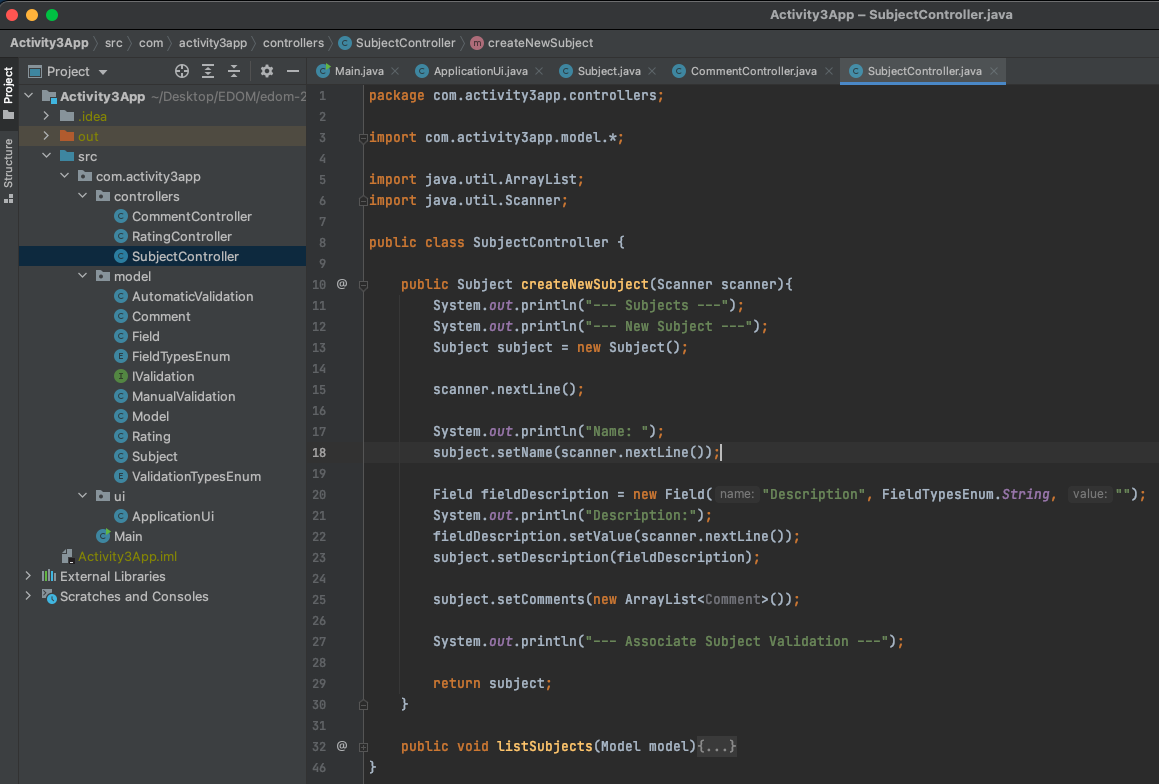 Activity3App – SubjectController.java
Activity3App src com activity3app controllers SubjectController m createNewSubject
Project
Structure
Project
Main.java ApplicationUi.java Subject.java CommentController.java SubjectController.java
Activity3App ~/Desktop/EDOM/edom-2
.idea
out
src
com.activity3app
controllers
C CommentController
C RatingController
C SubjectController
model
C AutomaticValidation
C Comment
C Field
E FieldTypesEnum
I IValidation
C ManualValidation
C Model
C Rating
C Subject
E ValidationTypesEnum
ui
C ApplicationUi
C Main
Activity3App.iml
External Libraries
Scratches and Consoles
1 package com.activity3app.controllers;
2
3 import com.activity3app.model.*;
4
5 import java.util.ArrayList;
6 import java.util.Scanner;
7
8 public class SubjectController {
9
10 @ public Subject createNewSubject(Scanner scanner){
11 System.out.println("--- Subjects ---");
12 System.out.println("--- New Subject ---");
13 Subject subject = new Subject();
14
15 scanner.nextLine();
16
17 System.out.println("Name: ");
18 subject.setName(scanner.nextLine());
19
20 Field fieldDescription = new Field( name: "Description", FieldTypesEnum.String, value: "");
21 System.out.println("Description:");
22 fieldDescription.setValue(scanner.nextLine());
23 subject.setDescription(fieldDescription);
24
25 subject.setComments(new ArrayList<Comment>());
26
27 System.out.println("--- Associate Subject Validation ---");
28
29 return subject;
30 }
31
32 @ public void listSubjects(Model model){...}
46 }